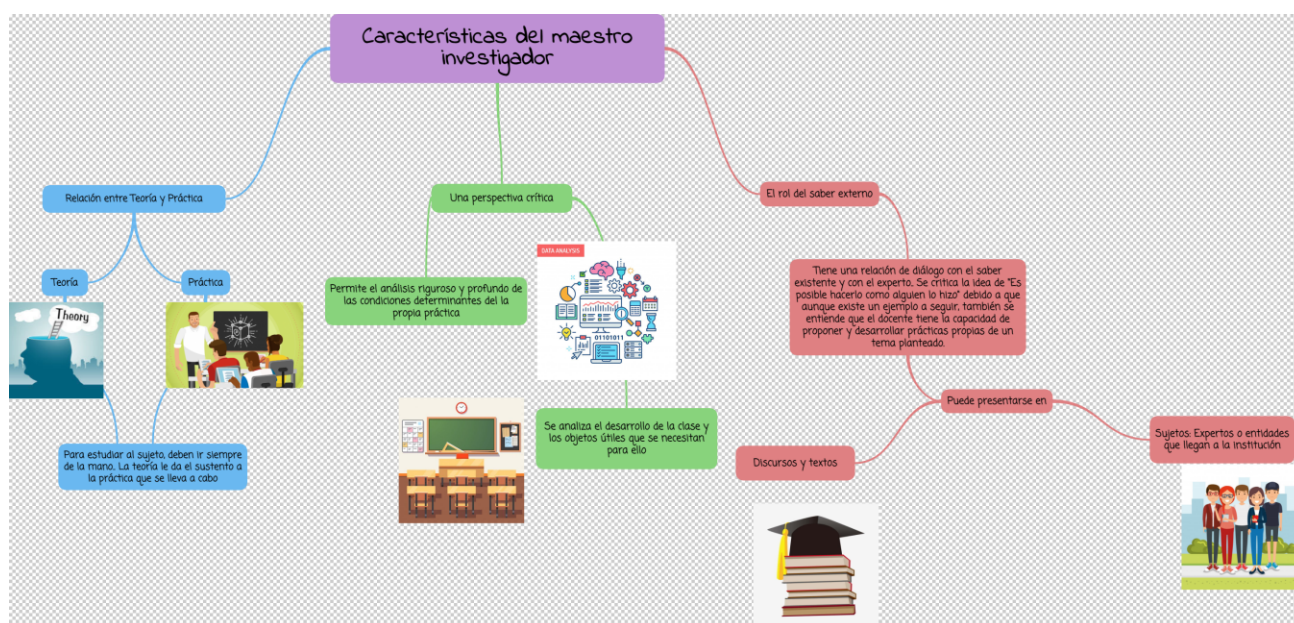 Características del maestro
investigador
Relación entre Teoría y Práctica
Teoría
Práctica
Theory
Para estudiar al sujeto, deben ir siempre
de la mano. La teoría le da el sustento a
la práctica que se lleva a cabo
Una perspectiva crítica
Permite el análisis riguroso y profundo de
las condiciones determinantes del la
propia práctica
DATA ANALYSIS
01101011
Se analiza el desarrollo de la clase y
los objetos útiles que se necesitan
para ello
El rol del saber externo
Tiene una relación de diálogo con el saber
existente y con el experto. Se critica la idea de "Es
posible hacerlo como alguien lo hizo" debido a que
aunque existe un ejemplo a seguir, también se
entiende que el docente tiene la capacidad de
proponer y desarrollar prácticas propias de un
tema planteado.
Puede presentarse en
Discursos y textos
Sujetos: Expertos o entidades
que llegan a la institución